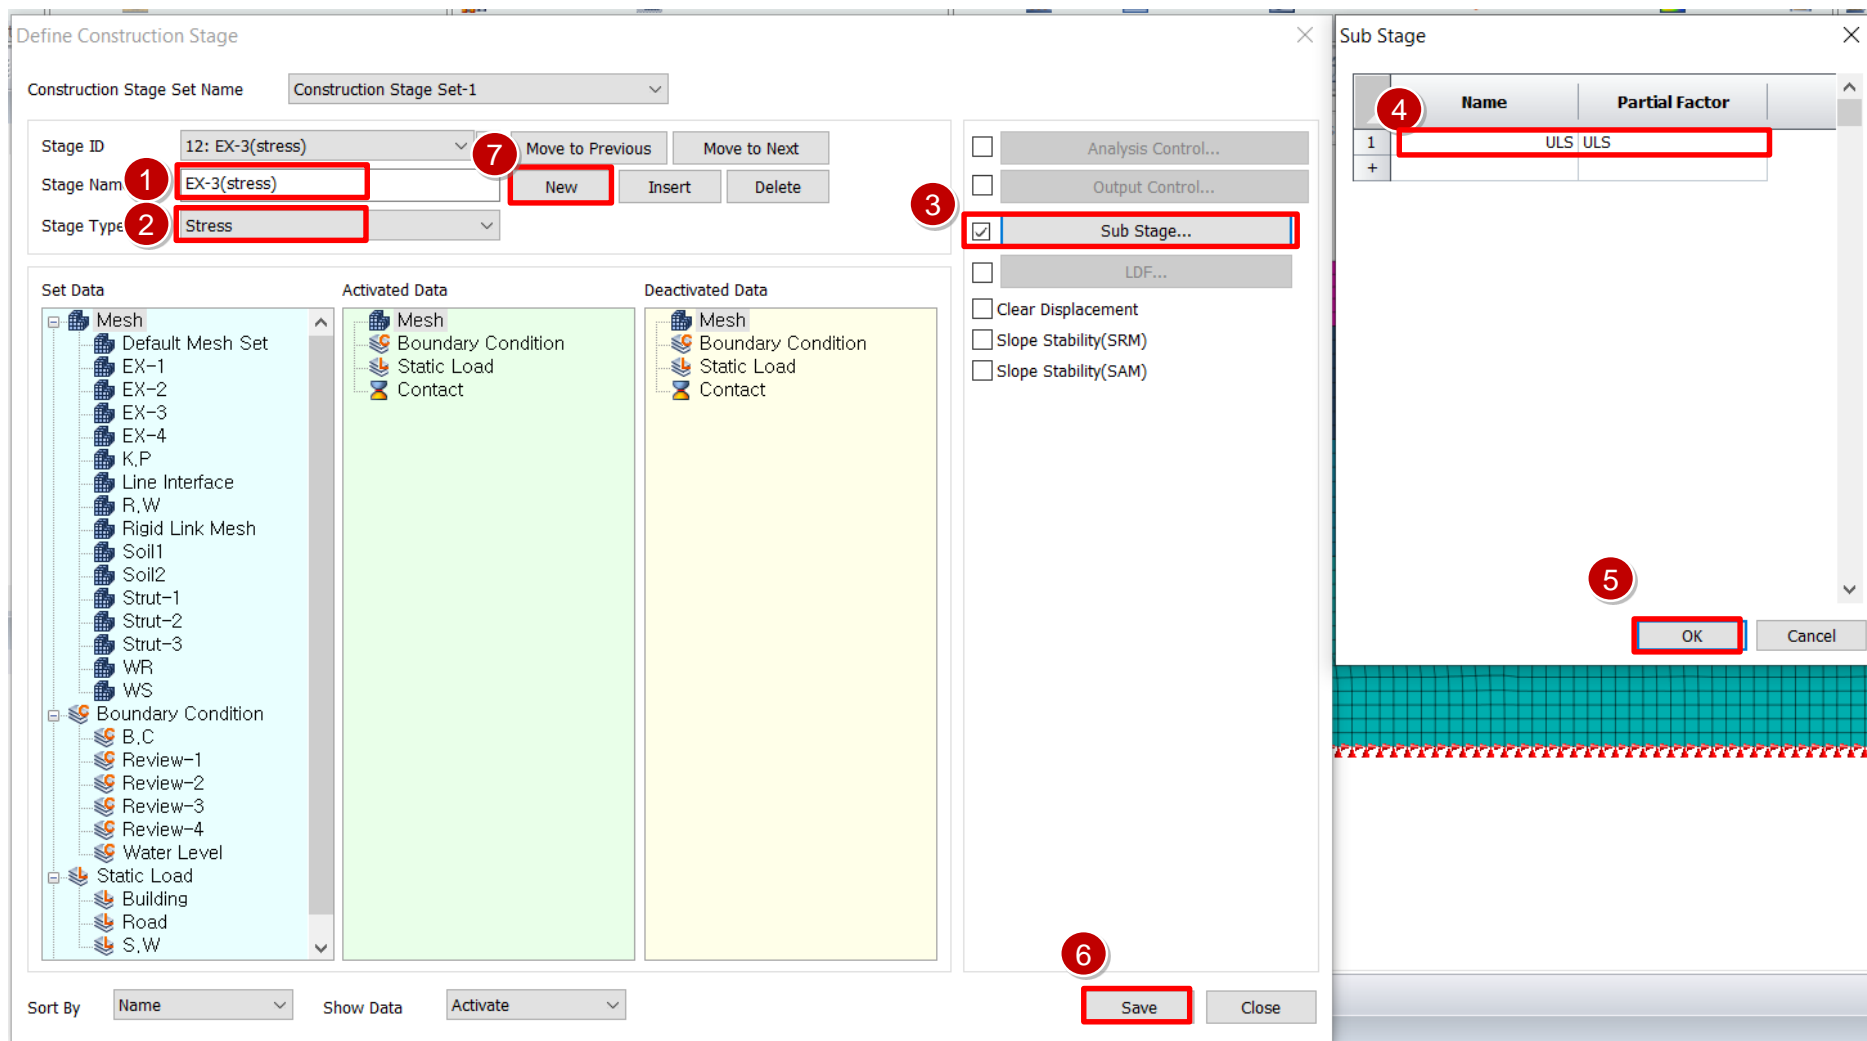 Define Construction Stage
Construction Stage Set Name
Construction Stage Set-1
Stage ID
12: EX-3(stress)
7
Move to Previous
Move to Next
Stage Nam
1
EX-3(stress)
New
Insert
Delete
Stage Type
2
Stress
Set Data
Mesh
Default Mesh Set
EX-1
EX-2
EX-3
EX-4
K,P
Line Interface
R,W
Rigid Link Mesh
Soil1
Soil2
Strut-1
Strut-2
Strut-3
WR
WS
Boundary Condition
B,C
Review-1
Review-2
Review-3
Review-4
Water Level
Static Load
Building
Road
S,W
Activated Data
Mesh
Boundary Condition
Static Load
Contact
Deactivated Data
Mesh
Boundary Condition
Static Load
Contact
Analysis Control...
Output Control...
3
Sub Stage...
LDF...
Clear Displacement
Slope Stability(SRM)
Slope Stability(SAM)
Sort By
Name
Show Data
Activate
6
Save
Close
Sub Stage
4
Name
Partial Factor
1
ULS
ULS
+
5
OK
Cancel